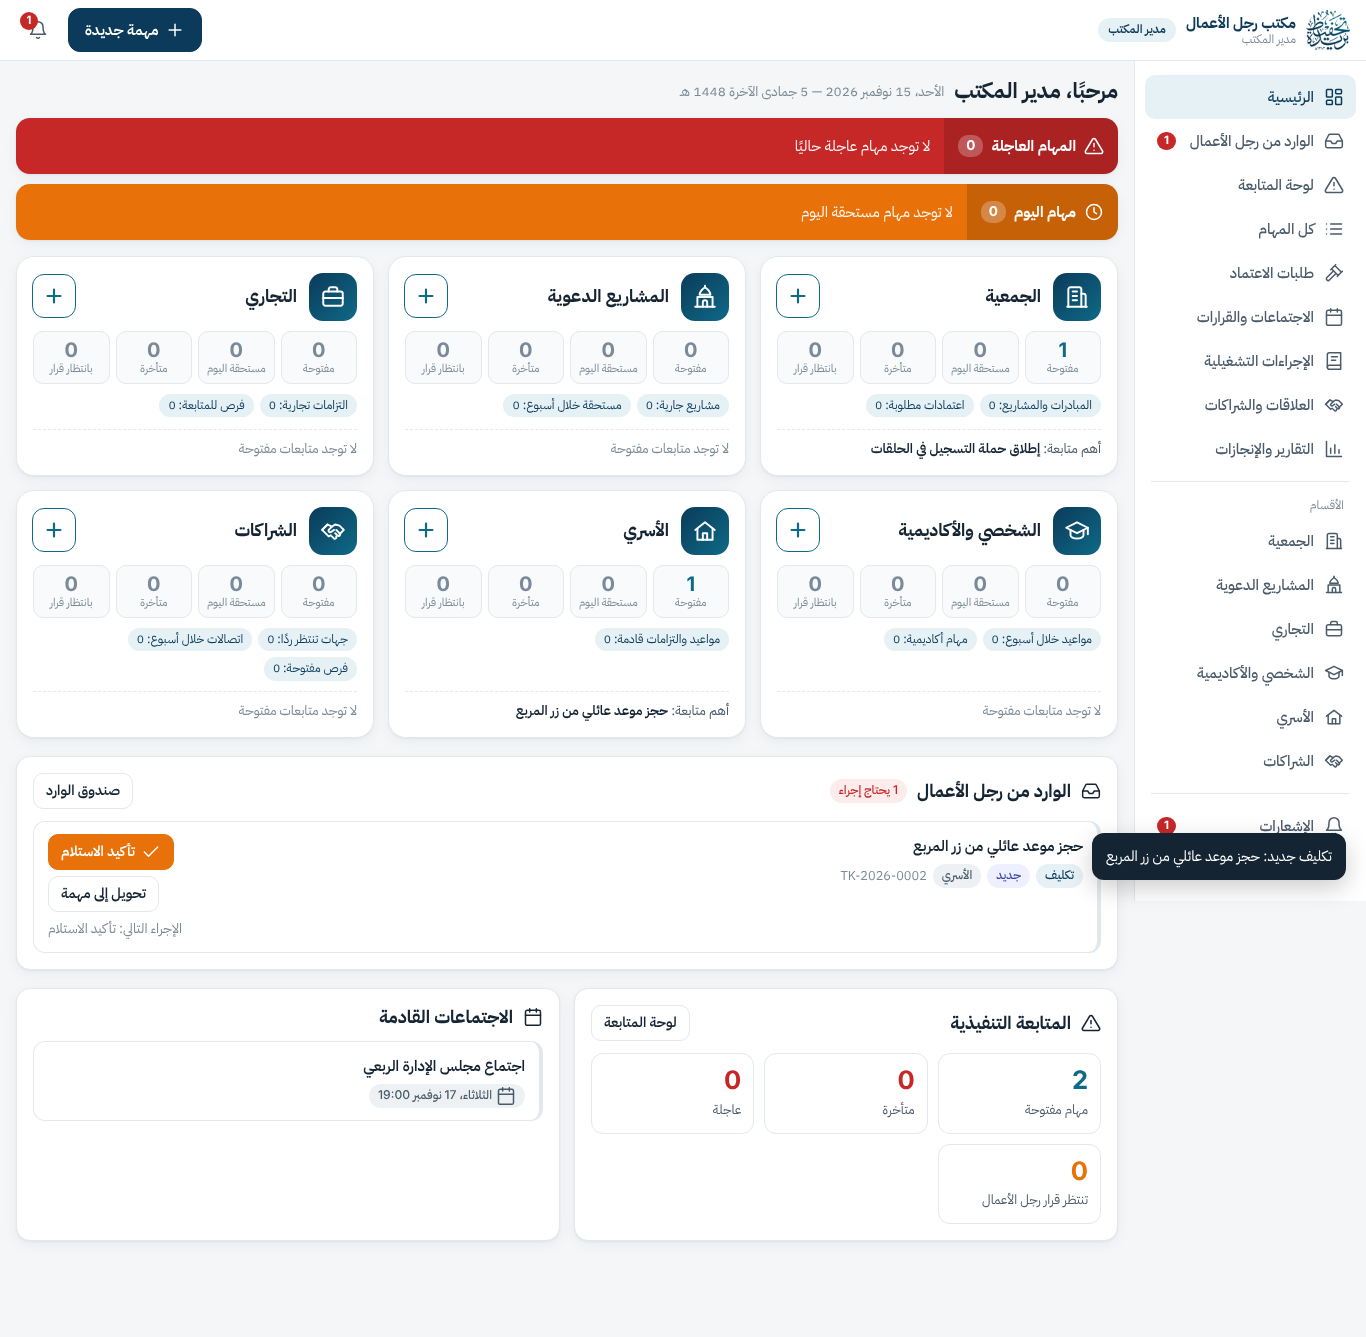 مكتب رجل الأعمال
مدير المكتب
مدير المكتب
مهمة جديدة
1
الرئيسية
الوارد من رجل الأعمال
1
لوحة المتابعة
كل المهام
طلبات الاعتماد
الاجتماعات والقرارات
الإجراءات التشغيلية
العلاقات والشراكات
التقارير والإنجازات
الأقسام
الجمعية
المشاريع الدعوية
التجاري
الشخصي والأكاديمية
الأسري
الشراكات
الإشعارات
1
تكليف جديد: حجز موعد عائلي من زر المربع
مرحبًا، مدير المكتب
الأحد، 15 نوفمبر 2026 — 5 جمادى الآخرة 1448 هـ
المهام العاجلة 0
لا توجد مهام عاجلة حاليًا
مهام اليوم 0
لا توجد مهام مستحقة اليوم
الجمعية
1 مفتوحة
0 مستحقة اليوم
0 متأخرة
0 بانتظار قرار
المبادرات والمشاريع: 0
اعتمادات مطلوبة: 0
أهم متابعة: إطلاق حملة التسجيل في الحلقات
المشاريع الدعوية
0 مفتوحة
0 مستحقة اليوم
0 متأخرة
0 بانتظار قرار
مشاريع جارية: 0
مستحقة خلال أسبوع: 0
لا توجد متابعات مفتوحة
التجاري
0 مفتوحة
0 مستحقة اليوم
0 متأخرة
0 بانتظار قرار
التزامات تجارية: 0
فرص للمتابعة: 0
لا توجد متابعات مفتوحة
الشخصي والأكاديمية
0 مفتوحة
0 مستحقة اليوم
0 متأخرة
0 بانتظار قرار
مواعيد خلال أسبوع: 0
مهام أكاديمية: 0
لا توجد متابعات مفتوحة
الأسري
1 مفتوحة
0 مستحقة اليوم
0 متأخرة
0 بانتظار قرار
مواعيد والتزامات قادمة: 0
أهم متابعة: حجز موعد عائلي من زر المربع
الشراكات
0 مفتوحة
0 مستحقة اليوم
0 متأخرة
0 بانتظار قرار
جهات تنتظر ردًا: 0
اتصالات خلال أسبوع: 0
فرص مفتوحة: 0
لا توجد متابعات مفتوحة
الوارد من رجل الأعمال
1 يحتاج إجراء
صندوق الوارد
حجز موعد عائلي من زر المربع
تكليف
جديد
الأسري
TK-2026-0002
تأكيد الاستلام
تحويل إلى مهمة
الإجراء التالي: تأكيد الاستلام
المتابعة التنفيذية
لوحة المتابعة
2
مهام مفتوحة
0
متأخرة
0
عاجلة
0
تنتظر قرار رجل الأعمال
الاجتماعات القادمة
اجتماع مجلس الإدارة الربعي
الثلاثاء، 17 نوفمبر 19:00